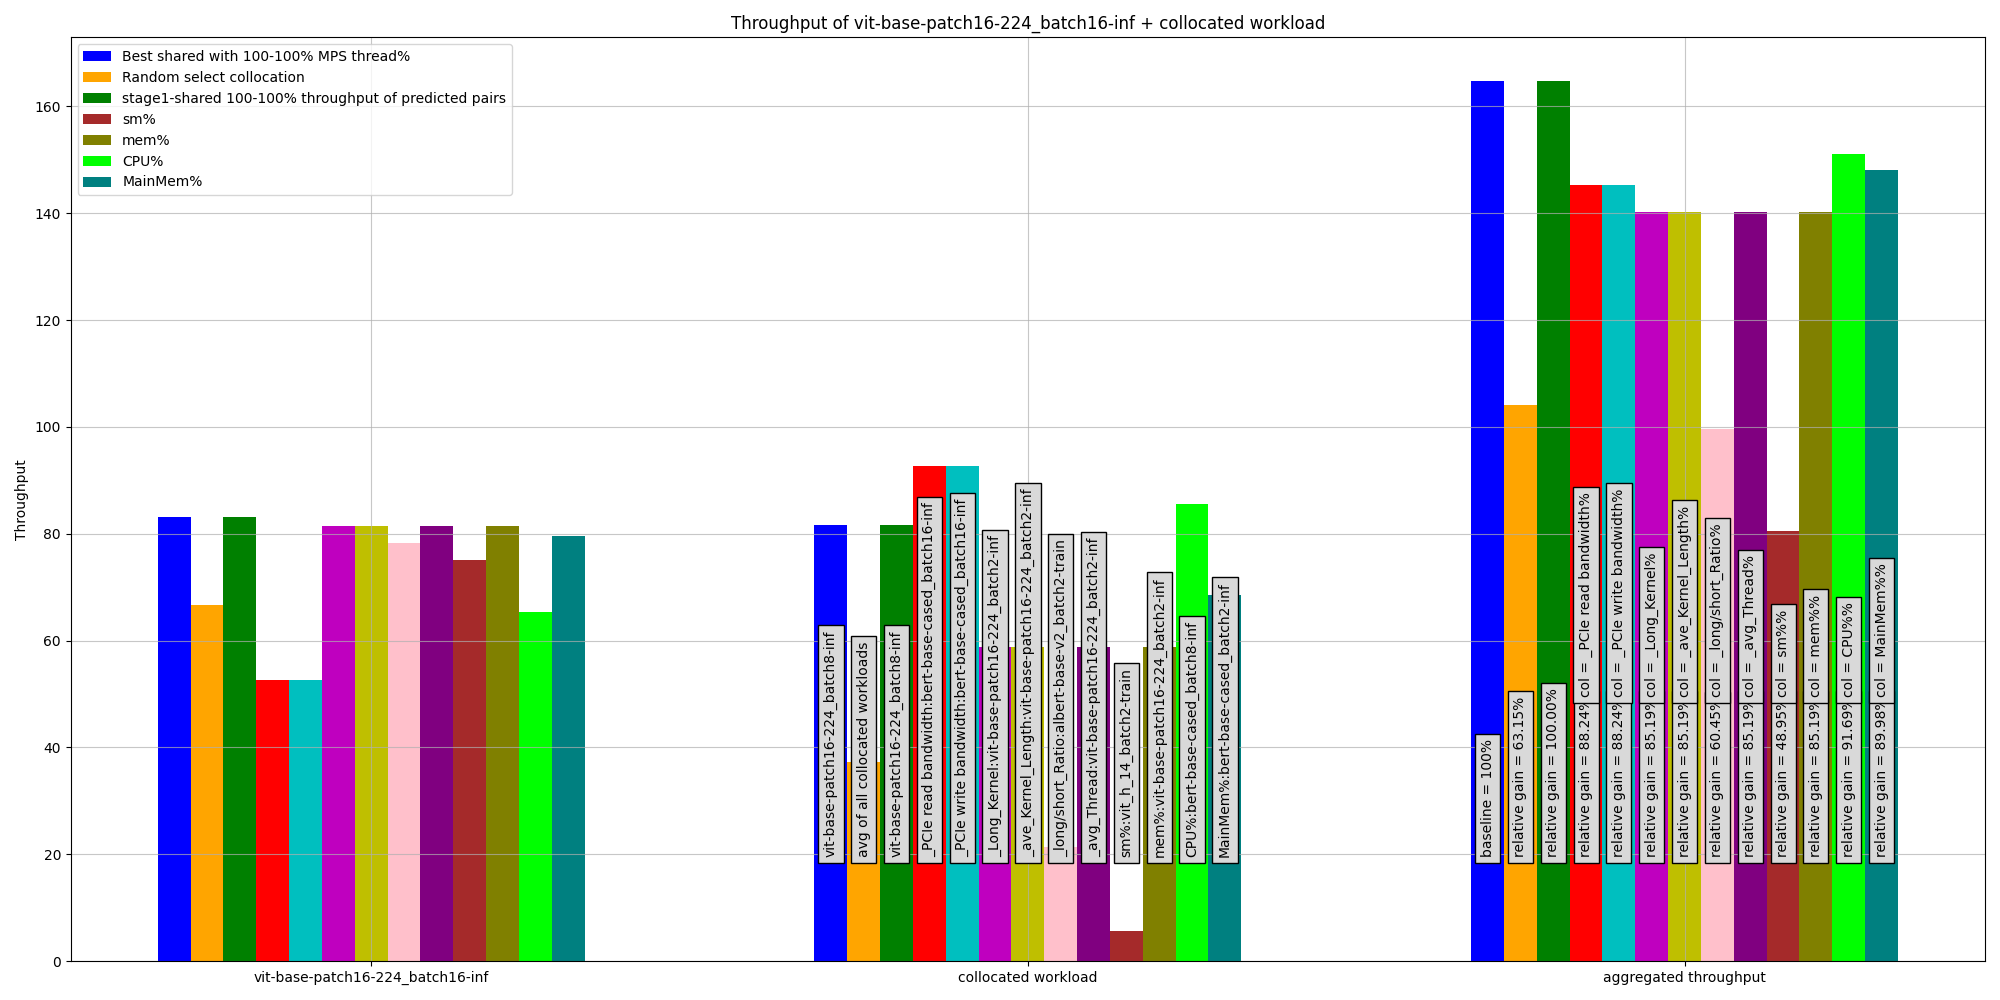 Throughput of vit-base-patch16-224_batch16-inf + collocated workload
Best shared with 100-100% MPS thread%
Random select collocation
stage1-shared 100-100% throughput of predicted pairs
sm%
mem%
CPU%
MainMem%
Throughput
160
140
120
100
80
60
40
20
0
vit-base-patch16-224_batch8-inf
avg of all collocated workloads
vit-base-patch16-224_batch8-inf
_PCIe read bandwidth:bert-base-cased_batch16-inf
_PCIe write bandwidth:bert-base-cased_batch16-inf
_Long_Kernel:vit-base-patch16-224_batch2-inf
_ave_Kernel_Length:vit-base-patch16-224_batch2-inf
_long/short_Ratio:albert-base-v2_batch2-train
_avg_Thread:vit-base-patch16-224_batch2-inf
sm%:vit_h_14_batch2-train
mem%:vit-base-patch16-224_batch2-inf
CPU%:bert-base-cased_batch8-inf
MainMem%:bert-base-cased_batch2-inf
baseline = 100%
relative gain = 63.15%
relative gain = 100.00%
relative gain = 88.24%
col = _PCIe read bandwidth%
relative gain = 88.24%
col = _PCIe write bandwidth%
relative gain = 85.19%
col = _Long_Kernel%
relative gain = 85.19%
col = _ave_Kernel_Length%
relative gain = 60.45%
col = _long/short_Ratio%
relative gain = 85.19%
col = _avg_Thread%
relative gain = 48.95%
col = sm%%
relative gain = 85.19%
col = mem%%
relative gain = 91.69%
col = CPU%%
relative gain = 89.98%
col = MainMem%%
vit-base-patch16-224_batch16-inf
collocated workload
aggregated throughput